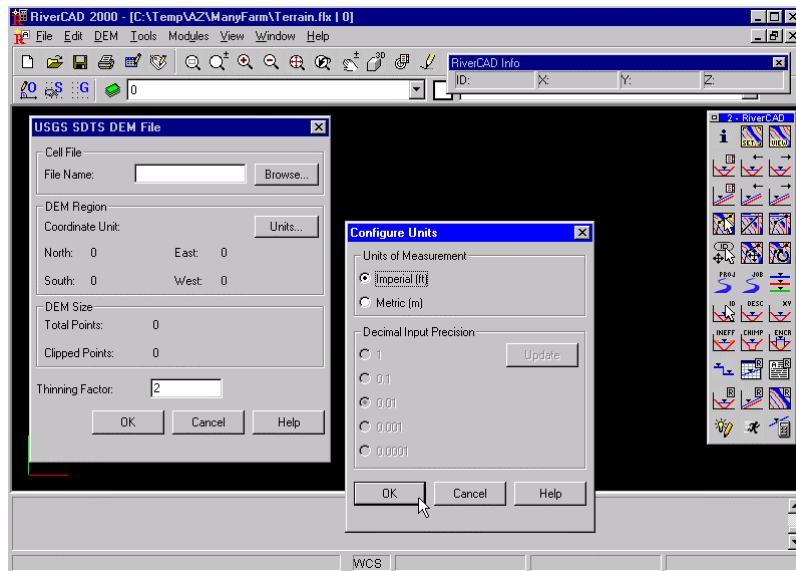 RiverCAD 2000 - [C:\Temp\AZ\ManyFarm\Terrain.flx | 0]
File Edit DEM Tools Modules View Window Help
RiverCAD Info
ID: X: Y: Z:
0
USGS SDTS DEM File
Cell File
File Name: Browse...
DEM Region
Coordinate Unit: Units...
North: 0 East: 0
South: 0 West: 0
DEM Size
Total Points: 0
Clipped Points: 0
Thinning Factor: 2
OK Cancel Help
Configure Units
Units of Measurement
Imperial (ft)
Metric (m)
Decimal Input Precision
1 Update
0.1
0.01
0.001
0.0001
OK Cancel Help
2 - RiverCAD
SET VIEW
PROJ JOB
ID DESC XY
INEFF CHIMP ENCR
WCS